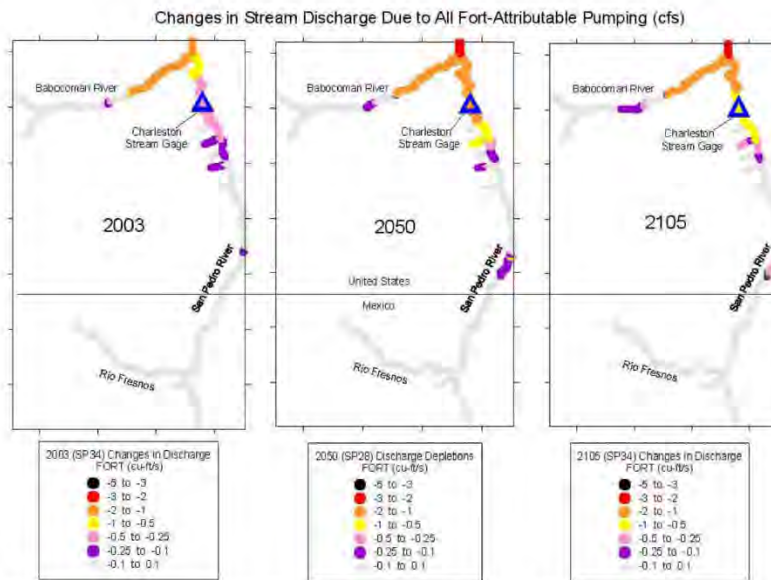 Changes in Stream Discharge Due to All Fort-Attributable Pumping (cfs)
Babocomari River
Charleston
Stream Gage
2003
San Pedro River
Rio Fresnos
Babocomari River
Charleston
Stream Gage
2050
United States
Mexico
San Pedro River
Rio Fresnos
Babocomari River
Charleston
Stream Gage
2105
San Pedro River
Rio Fresnos
2003 (SP34) Changes in Discharge
FORT (cu-ft/s)
-5 to -3
-3 to -2
-2 to -1
-1 to -0.5
-0.5 to -0.25
-0.25 to -0.1
-0.1 to 0.1
2050 (SP28) Discharge Depletions
FORT (cu-ft/s)
-5 to -3
-3 to -2
-2 to -1
-1 to -0.5
-0.5 to -0.25
-0.25 to -0.1
-0.1 to 0.1
2105 (SP34) Changes in Discharge
FORT (cu-ft/s)
-5 to -3
-3 to -2
-2 to -1
-1 to -0.5
-0.5 to -0.25
-0.25 to -0.1
-0.1 to 0.1